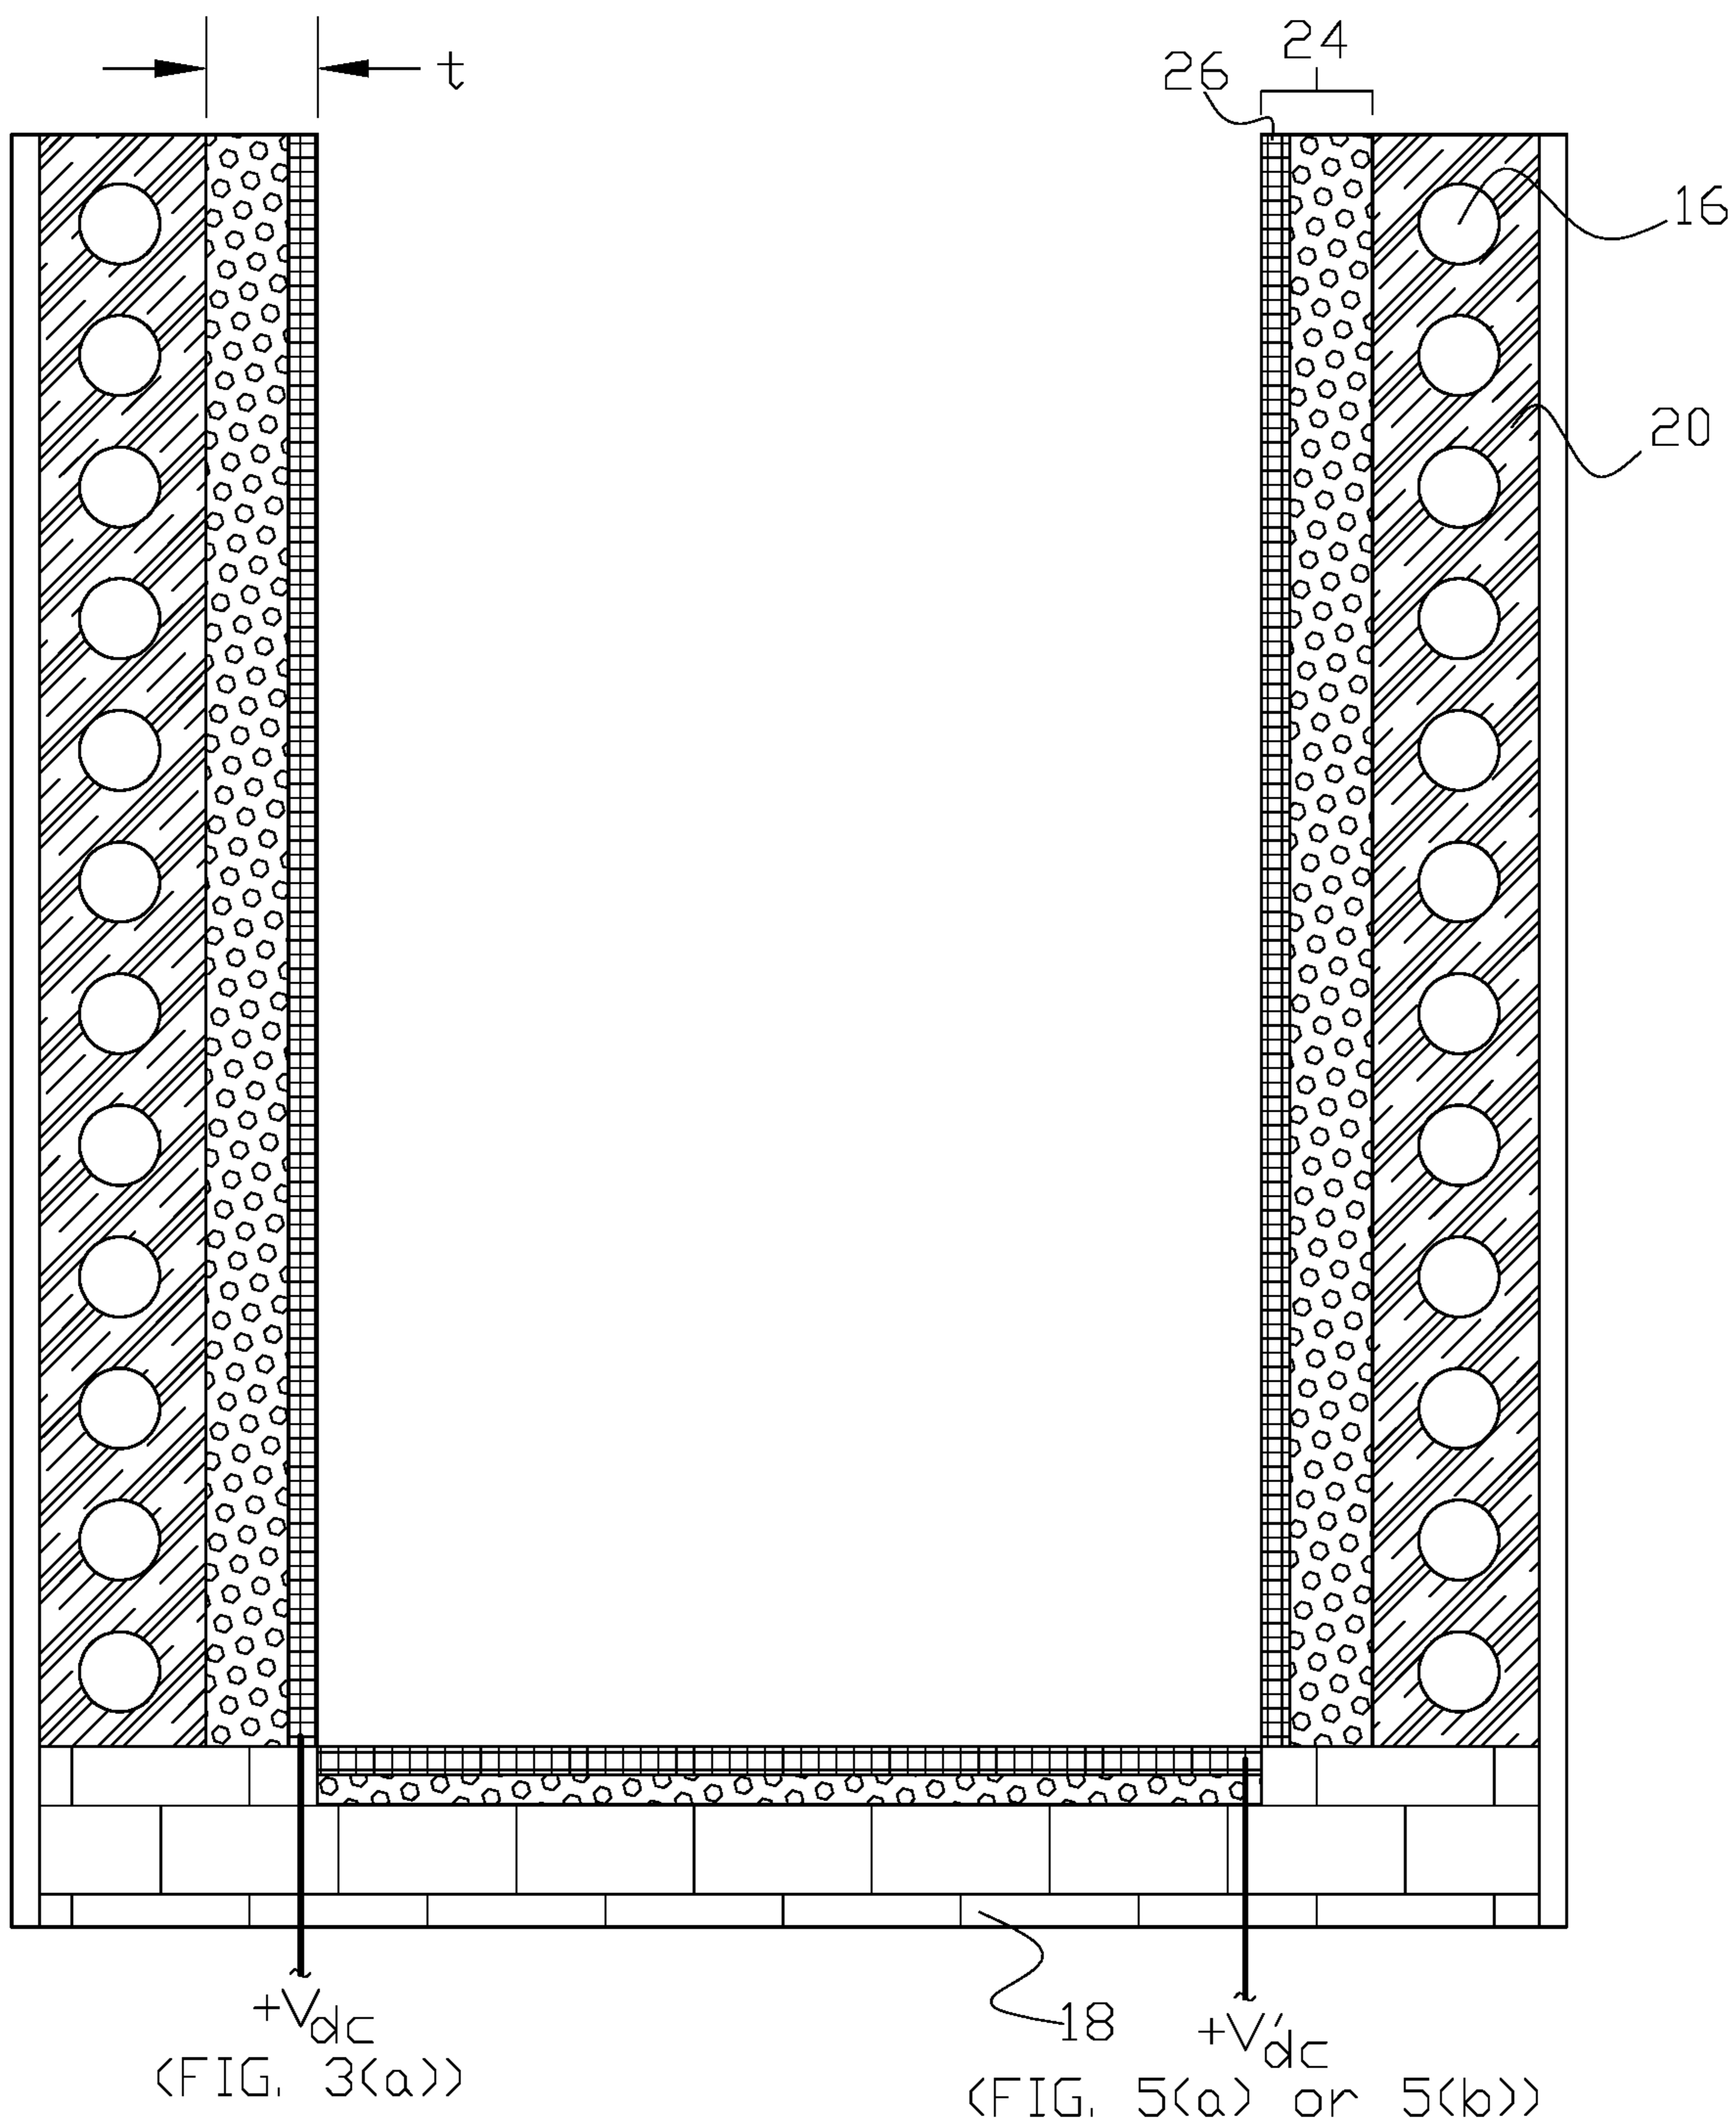 t
24
26
16
20
+Vdc
(FIG. 3(a))
18
+V'dc
(FIG. 5(a) or 5(b))